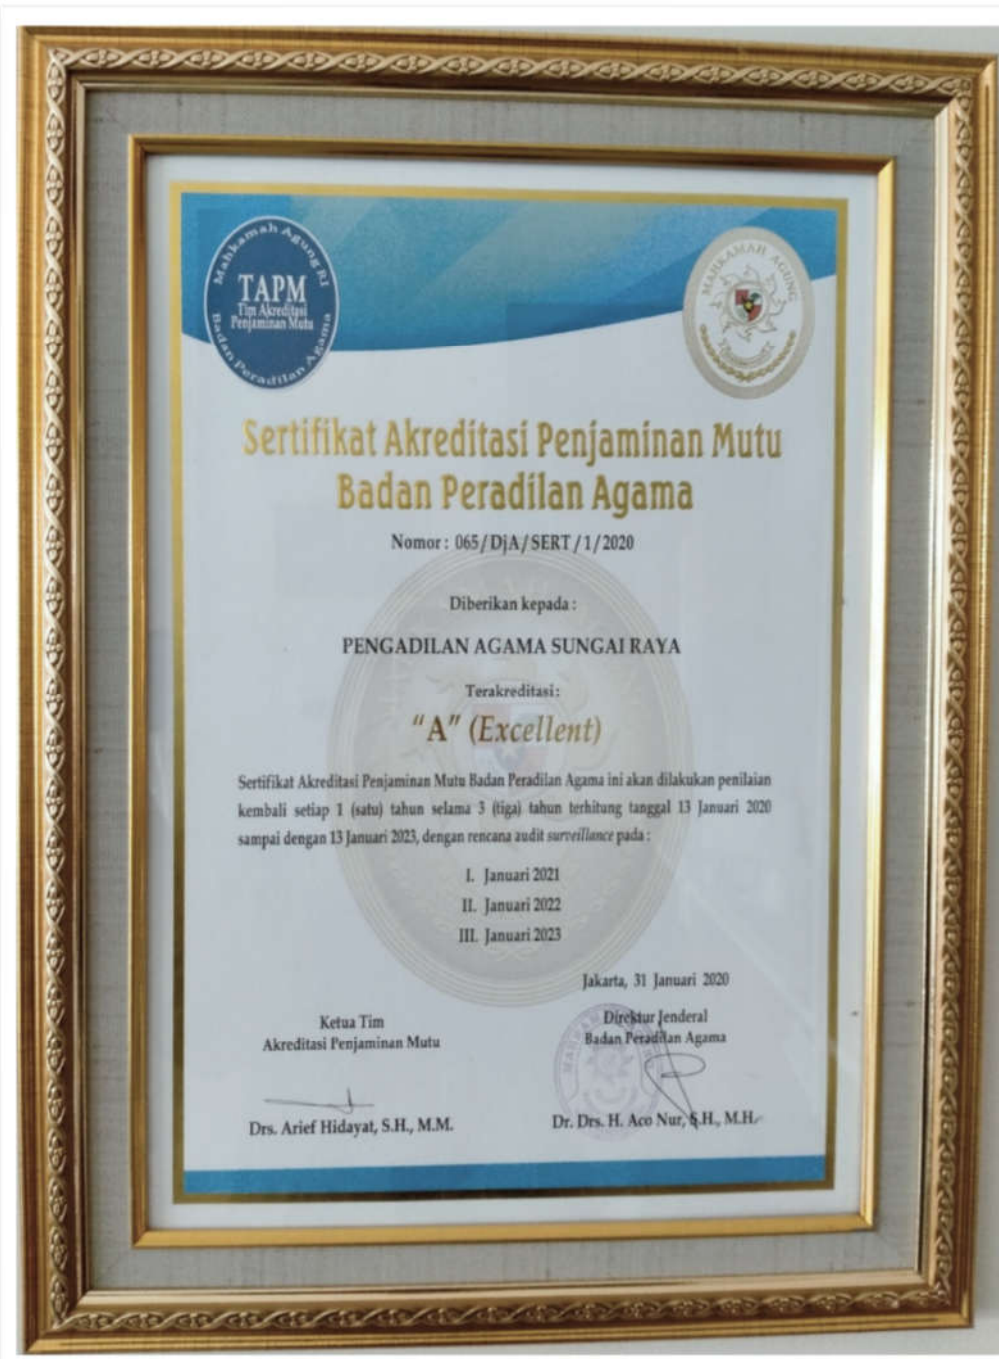 Mahkamah Agung RI
TAPM
Tim Akreditasi
Penjaminan Mutu
Badan Peradilan Agama
MAHKAMAH AGUNG
Sertifikat Akreditasi Penjaminan Mutu
Badan Peradilan Agama
Nomor : 065/DjA/SERT/1/2020
Diberikan kepada :
PENGADILAN AGAMA SUNGAI RAYA
Terakreditasi:
“A” (Excellent)
Sertifikat Akreditasi Penjaminan Mutu Badan Peradilan Agama ini akan dilakukan penilaian
kembali setiap 1 (satu) tahun selama 3 (tiga) tahun terhitung tanggal 13 Januari 2020
sampai dengan 13 Januari 2023, dengan rencana audit surveillance pada :
I. Januari 2021
II. Januari 2022
III. Januari 2023
Jakarta, 31 Januari 2020
Ketua Tim
Akreditasi Penjaminan Mutu
Drs. Arief Hidayat, S.H., M.M.
Direktur Jenderal
Badan Peradilan Agama
Dr. Drs. H. Aco Nur, S.H., M.H.